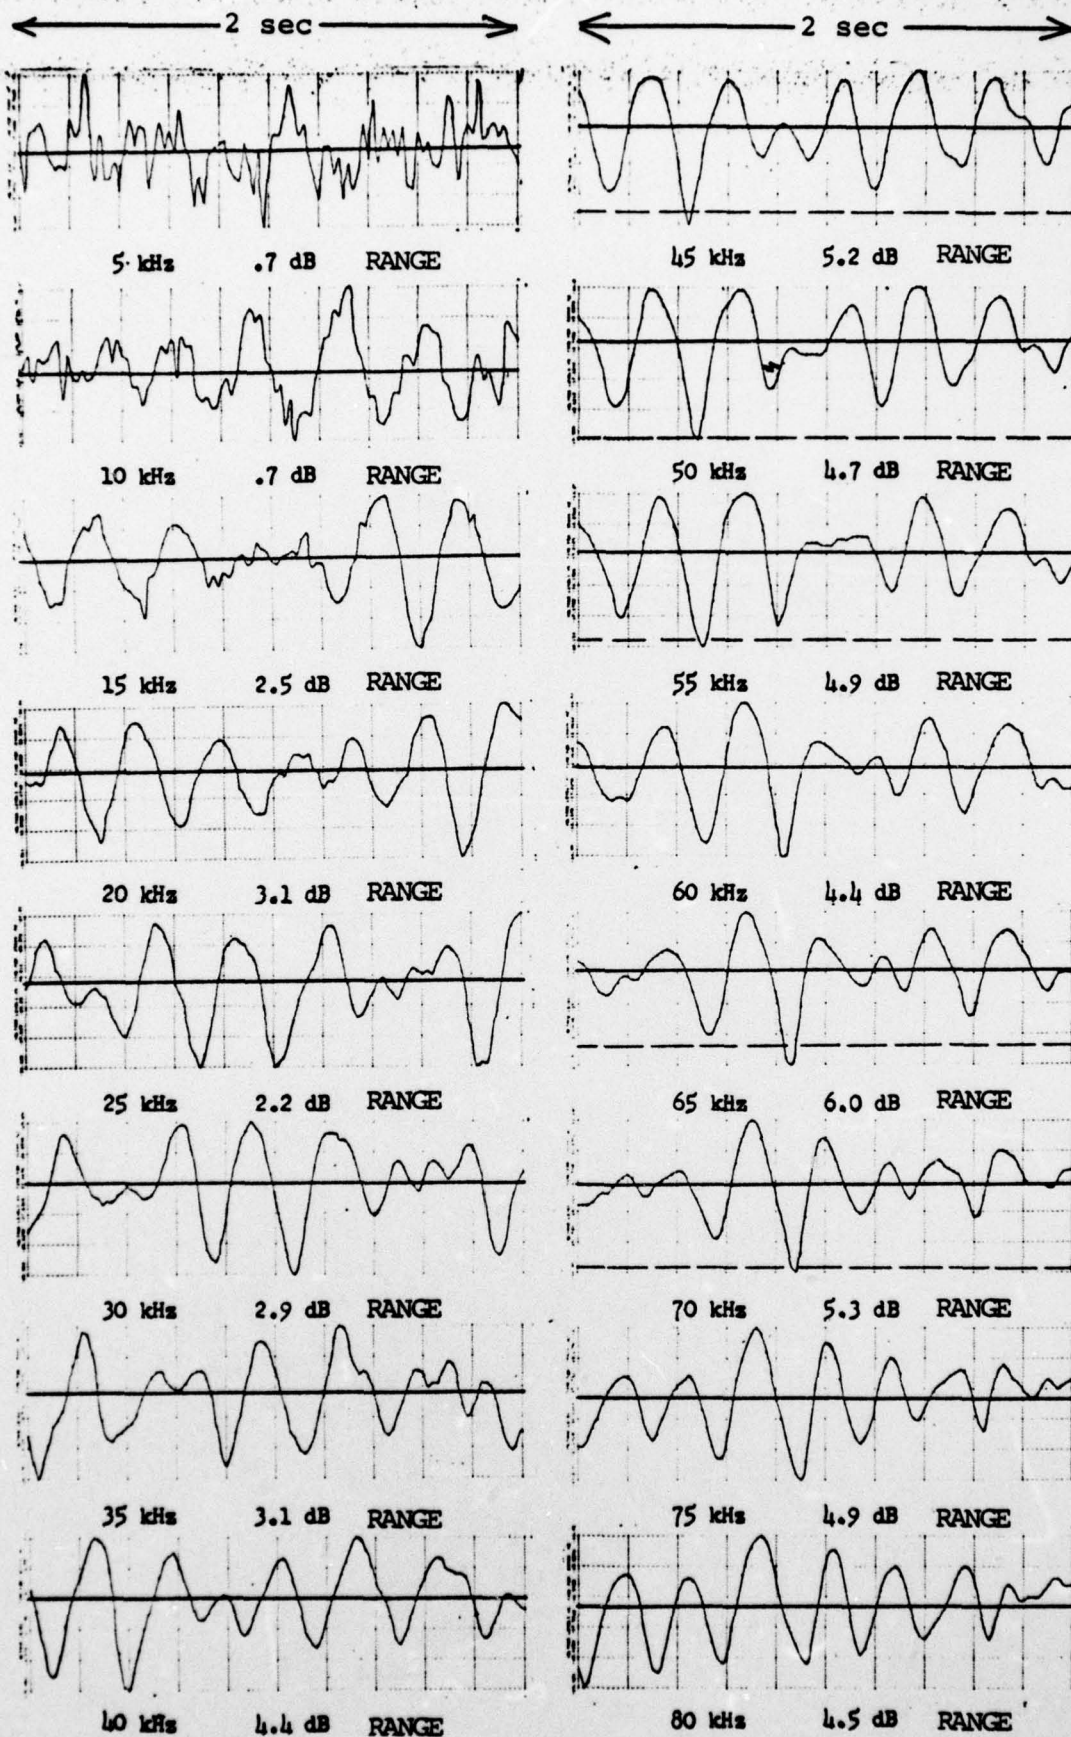 2 sec
5 kHz .7 dB RANGE
10 kHz .7 dB RANGE
15 kHz 2.5 dB RANGE
20 kHz 3.1 dB RANGE
25 kHz 2.2 dB RANGE
30 kHz 2.9 dB RANGE
35 kHz 3.1 dB RANGE
40 kHz 4.4 dB RANGE
2 sec
45 kHz 5.2 dB RANGE
50 kHz 4.7 dB RANGE
55 kHz 4.9 dB RANGE
60 kHz 4.4 dB RANGE
65 kHz 6.0 dB RANGE
70 kHz 5.3 dB RANGE
75 kHz 4.9 dB RANGE
80 kHz 4.5 dB RANGE